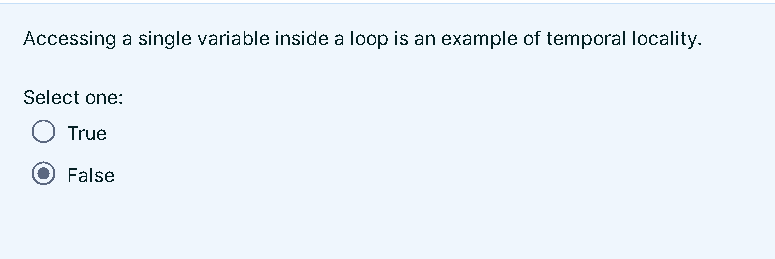 Accessing a single variable inside a loop is an example of temporal locality.
Select one:
True
False